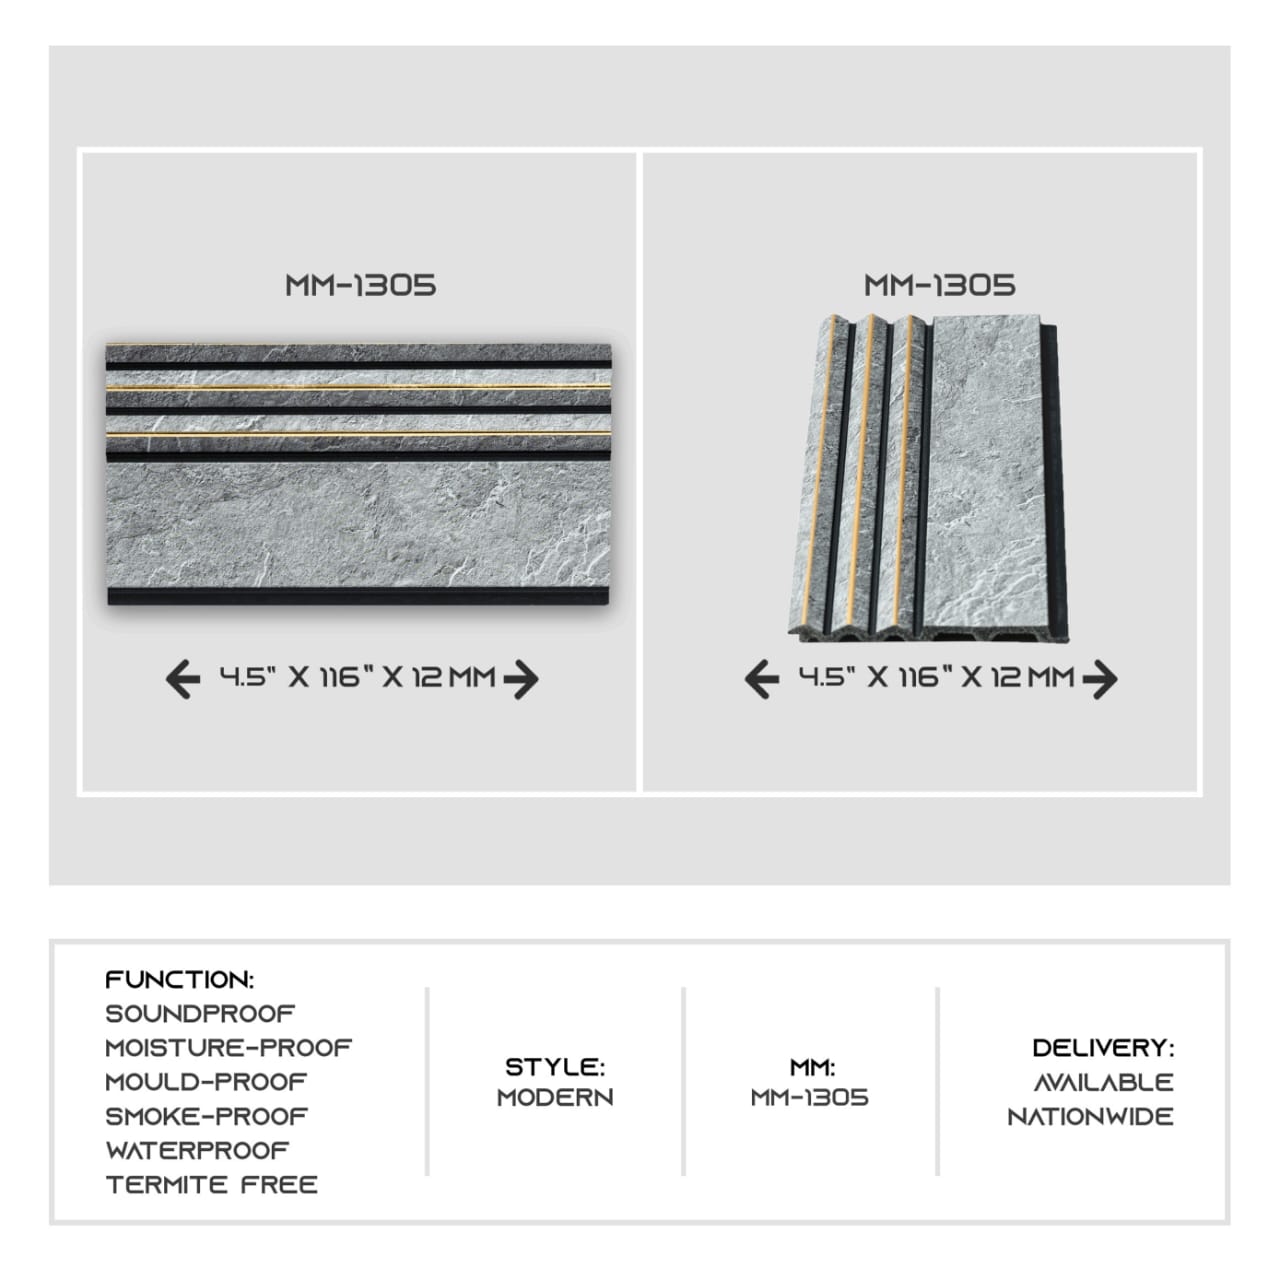 MM-1305
4.5" X 116" X 12 MM
MM-1305
4.5" X 116" X 12 MM
FUNCTION:
SOUNDPROOF
MOISTURE-PROOF
MOULD-PROOF
SMOKE-PROOF
WATERPROOF
TERMITE FREE
STYLE:
MODERN
MM:
MM-1305
DELIVERY:
AVAILABLE
NATIONWIDE